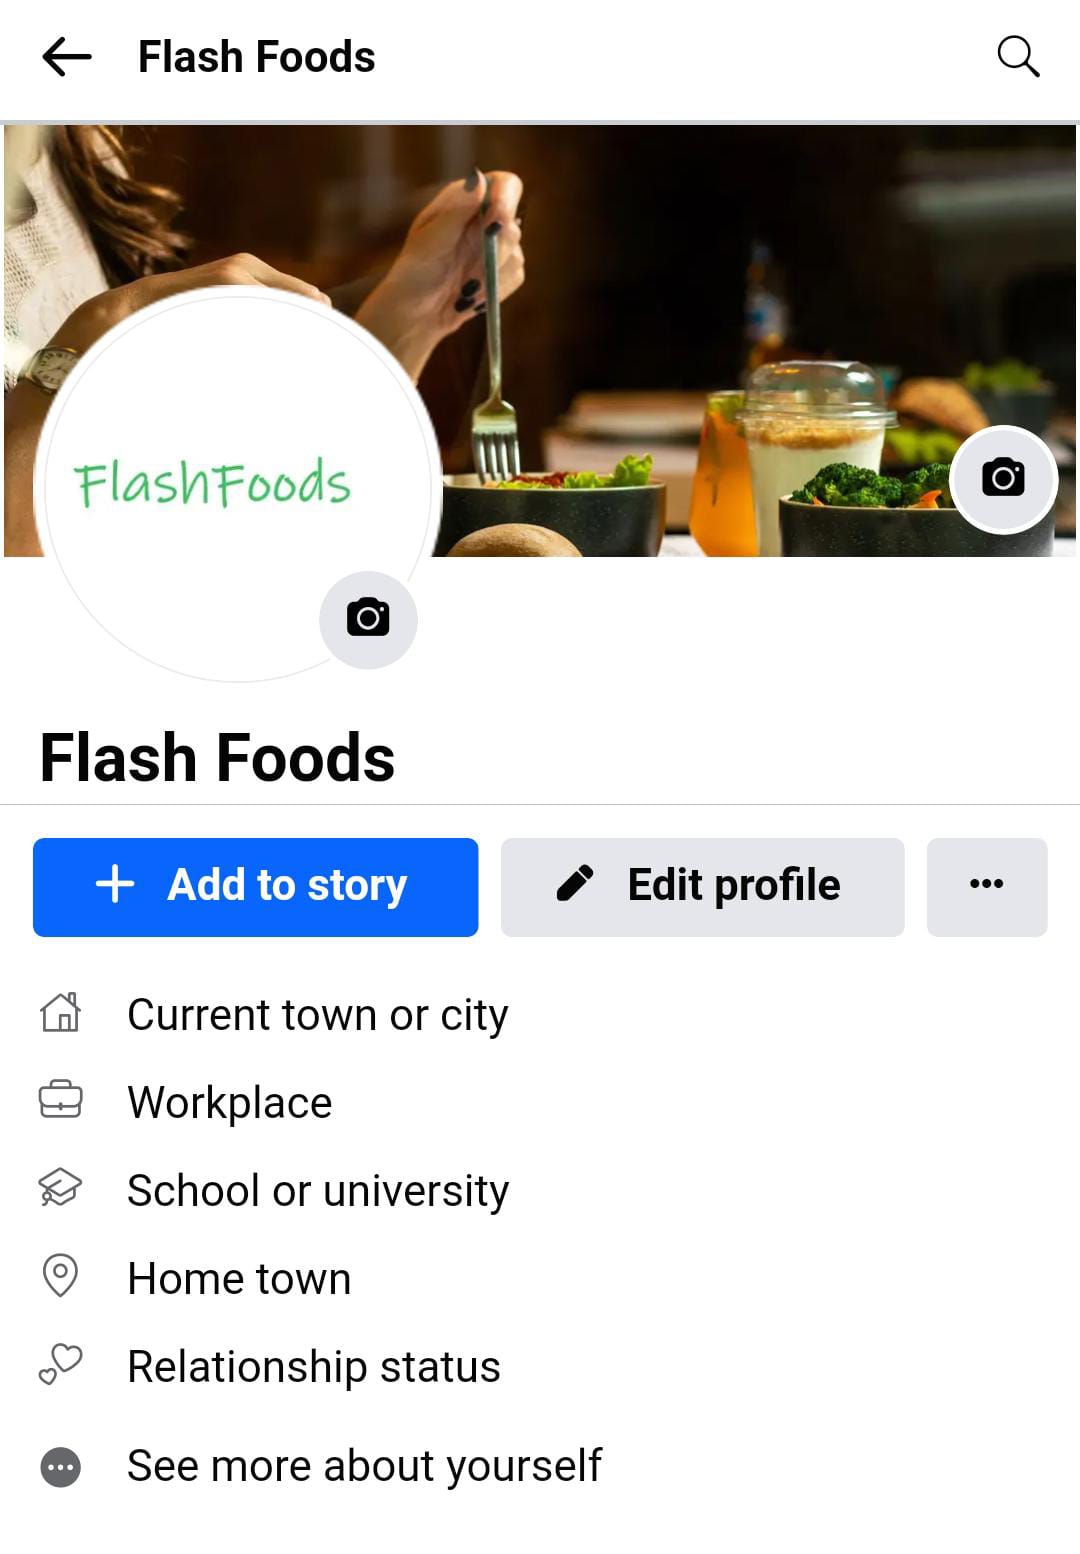 Flash Foods
FlashFoods
Flash Foods
Add to story
Edit profile
Current town or city
Workplace
School or university
Home town
Relationship status
See more about yourself